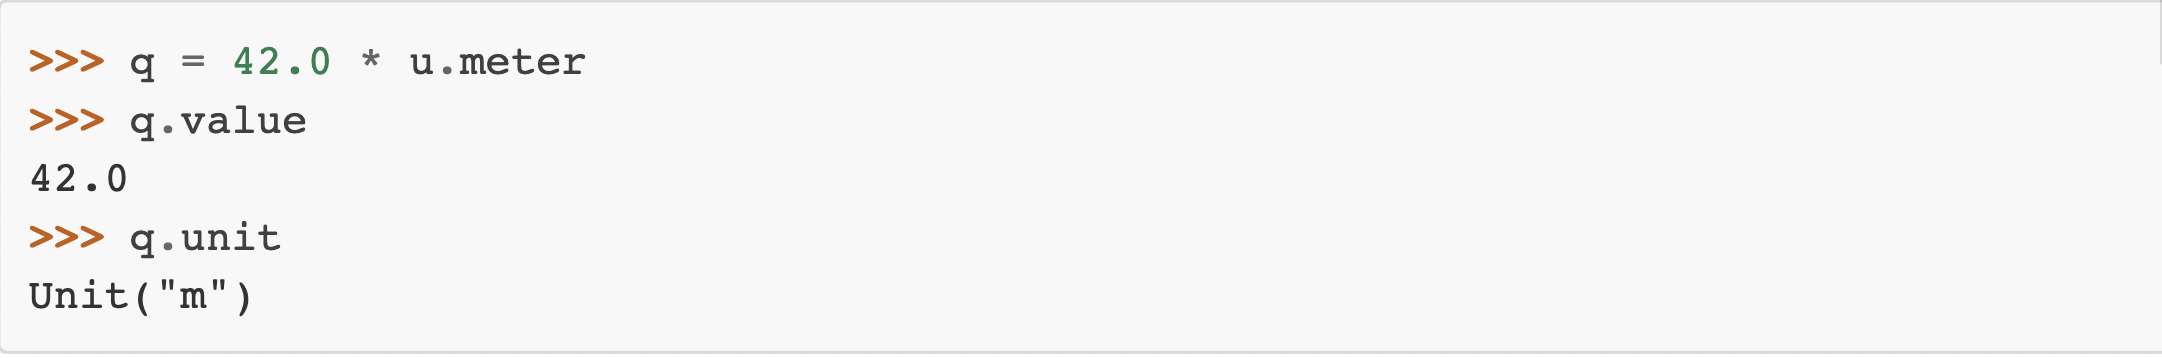 >>> q = 42.0 * u.meter
>>> q.value
42.0
>>> q.unit
Unit("m")